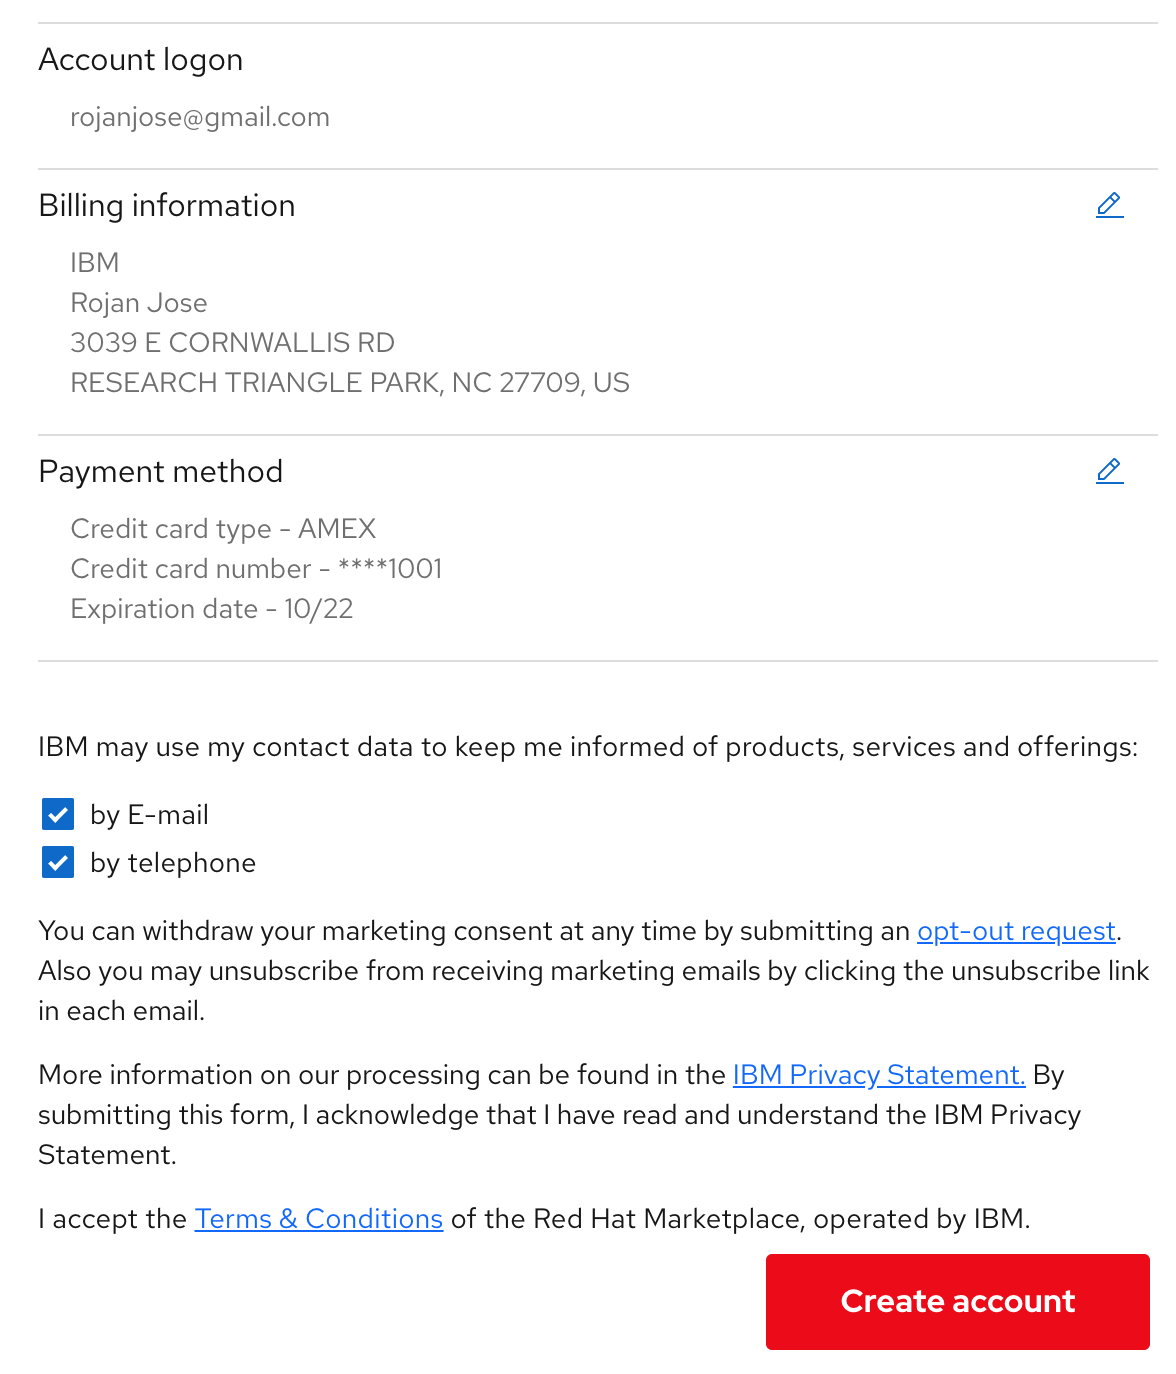 Account logon
rojanjose@gmail.com
Billing information
IBM
Rojan Jose
3039 E CORNWALLIS RD
RESEARCH TRIANGLE PARK, NC 27709, US
Payment method
Credit card type - AMEX
Credit card number - ****1001
Expiration date - 10/22
IBM may use my contact data to keep me informed of products, services and offerings:
by E-mail
by telephone
You can withdraw your marketing consent at any time by submitting an opt-out request.
Also you may unsubscribe from receiving marketing emails by clicking the unsubscribe link
in each email.
More information on our processing can be found in the IBM Privacy Statement. By
submitting this form, I acknowledge that I have read and understand the IBM Privacy
Statement.
I accept the Terms & Conditions of the Red Hat Marketplace, operated by IBM.
Create account